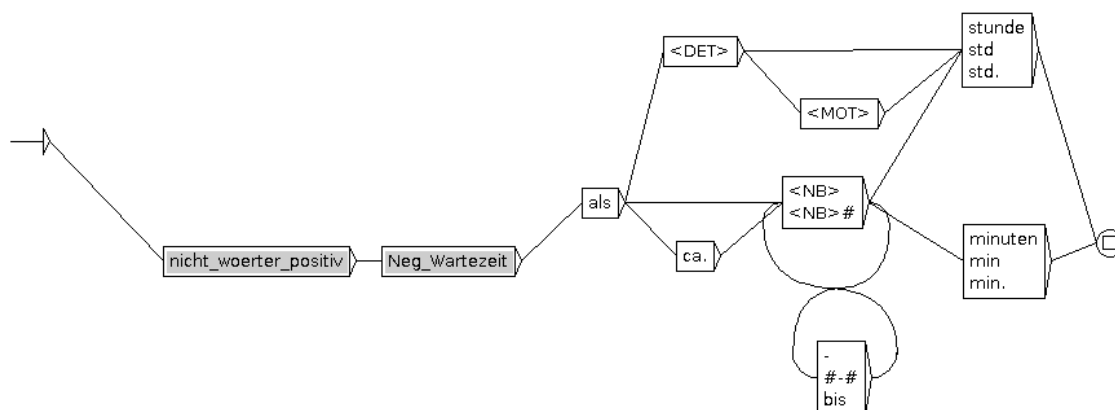 <DET>
stunde
std
std.
<MOT>
als
<NB>
<NB>#
ca.
nicht_woerter_positiv
Neg_Wartezeit
minuten
min
min.
-
#-#
bis